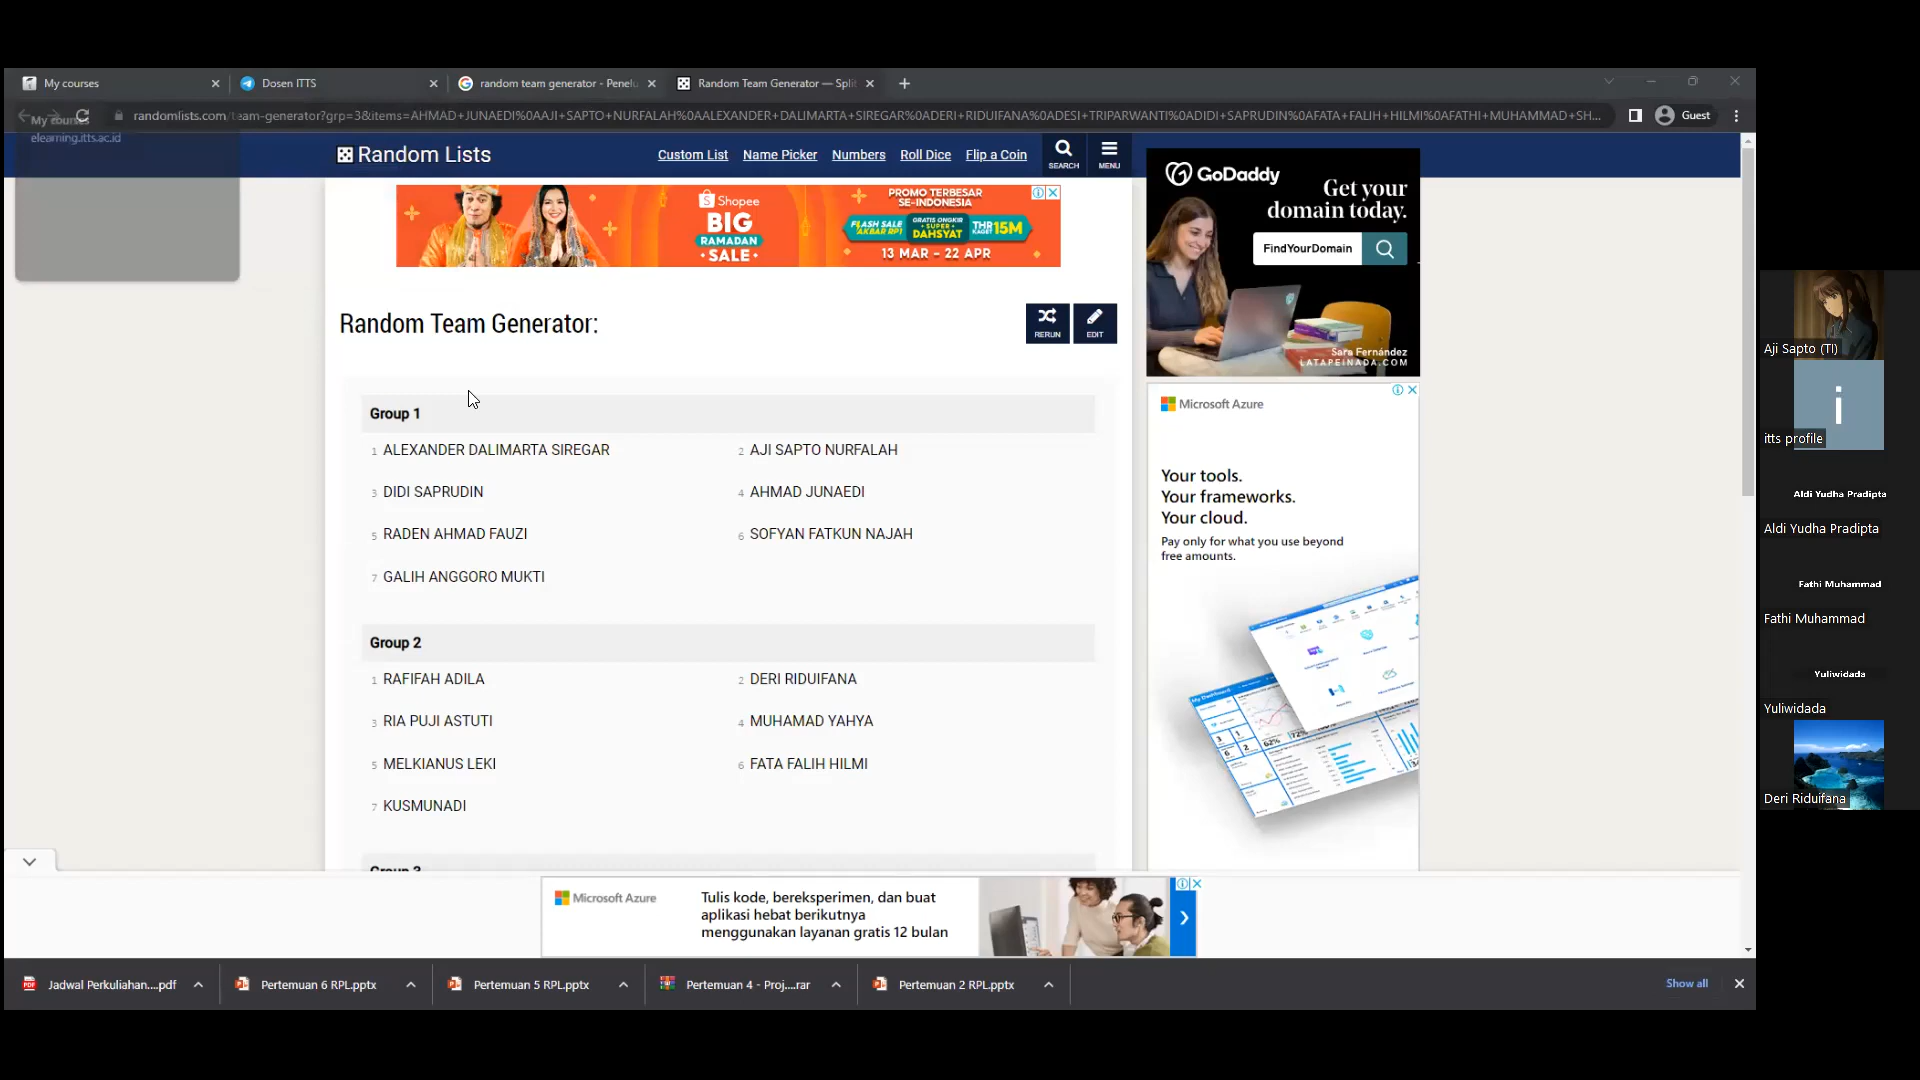 My courses
Dosen ITTS
random team generator - Penelu
Random Team Generator — Split
My courses
elearning.itts.ac.id
randomlists.com/team-generator?grp=3&items=AHMAD+JUNAEDI%0AAJI+SAPTO+NURFALAH%0AALEXANDER+DALIMARTA+SIREGAR%0ADERI+RIDUIFANA%0ADESI+TRIPARWANTI%0ADIDI+SAPRUDIN%0AFATA+FALIH+HILMI%0AFATHI+MUHAMMAD+SH...
Guest
Random Lists
Custom List
Name Picker
Numbers
Roll Dice
Flip a Coin
SEARCH
MENU
Shopee
BIG
RAMADAN
SALE
PROMO TERBESAR
SE-INDONESIA
FLASH SALE
AKBAR RP1
GRATIS ONGKIR
SUPER
DAHSYAT
THR
KAGET
15M
13 MAR – 22 APR
GoDaddy
Get your
domain today.
FindYourDomain
Sara Fernández
LATAPEINADA.COM
Random Team Generator:
RERUN
EDIT
Group 1
1 ALEXANDER DALIMARTA SIREGAR
2 AJI SAPTO NURFALAH
3 DIDI SAPRUDIN
4 AHMAD JUNAEDI
5 RADEN AHMAD FAUZI
6 SOFYAN FATKUN NAJAH
7 GALIH ANGGORO MUKTI
Group 2
1 RAFIFAH ADILA
2 DERI RIDUIFANA
3 RIA PUJI ASTUTI
4 MUHAMAD YAHYA
5 MELKIANUS LEKI
6 FATA FALIH HILMI
7 KUSMUNADI
Group 3
Microsoft Azure
Your tools.
Your frameworks.
Your cloud.
Pay only for what you use beyond
free amounts.
Microsoft Azure
Tulis kode, bereksperimen, dan buat
aplikasi hebat berikutnya
menggunakan layanan gratis 12 bulan
Jadwal Perkuliahan....pdf
Pertemuan 6 RPL.pptx
Pertemuan 5 RPL.pptx
Pertemuan 4 - Proj....rar
Pertemuan 2 RPL.pptx
Show all
Aji Sapto (TI)
i
itts profile
Aldi Yudha Pradipta
Aldi Yudha Pradipta
Fathi Muhammad
Fathi Muhammad
Yuliwidada
Yuliwidada
Deri Riduifana